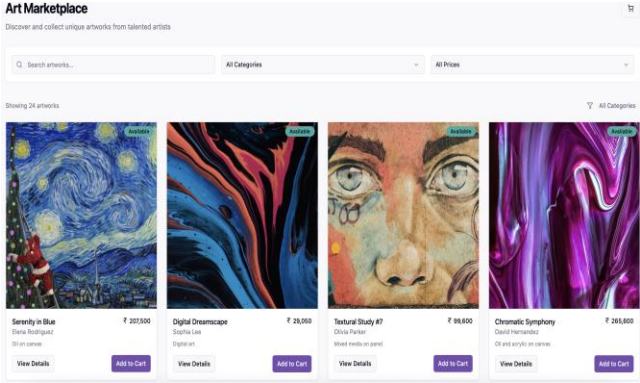 Art Marketplace
Discover and collect unique artworks from talented artists
Search artworks...
All Categories
All Prices
Showing 24 artworks
All Categories
Available
Available
Available
Available
Serenity in Blue ₹ 207,500
Elena Rodriguez
Oil on canvas
View Details Add to Cart
Digital Dreamscape ₹ 29,050
Sophia Lee
Digital art
View Details Add to Cart
Textural Study #7 ₹ 99,600
Olivia Parker
Mixed media on panel
View Details Add to Cart
Chromatic Symphony ₹ 265,600
David Hernandez
Oil and acrylic on canvas
View Details Add to Cart